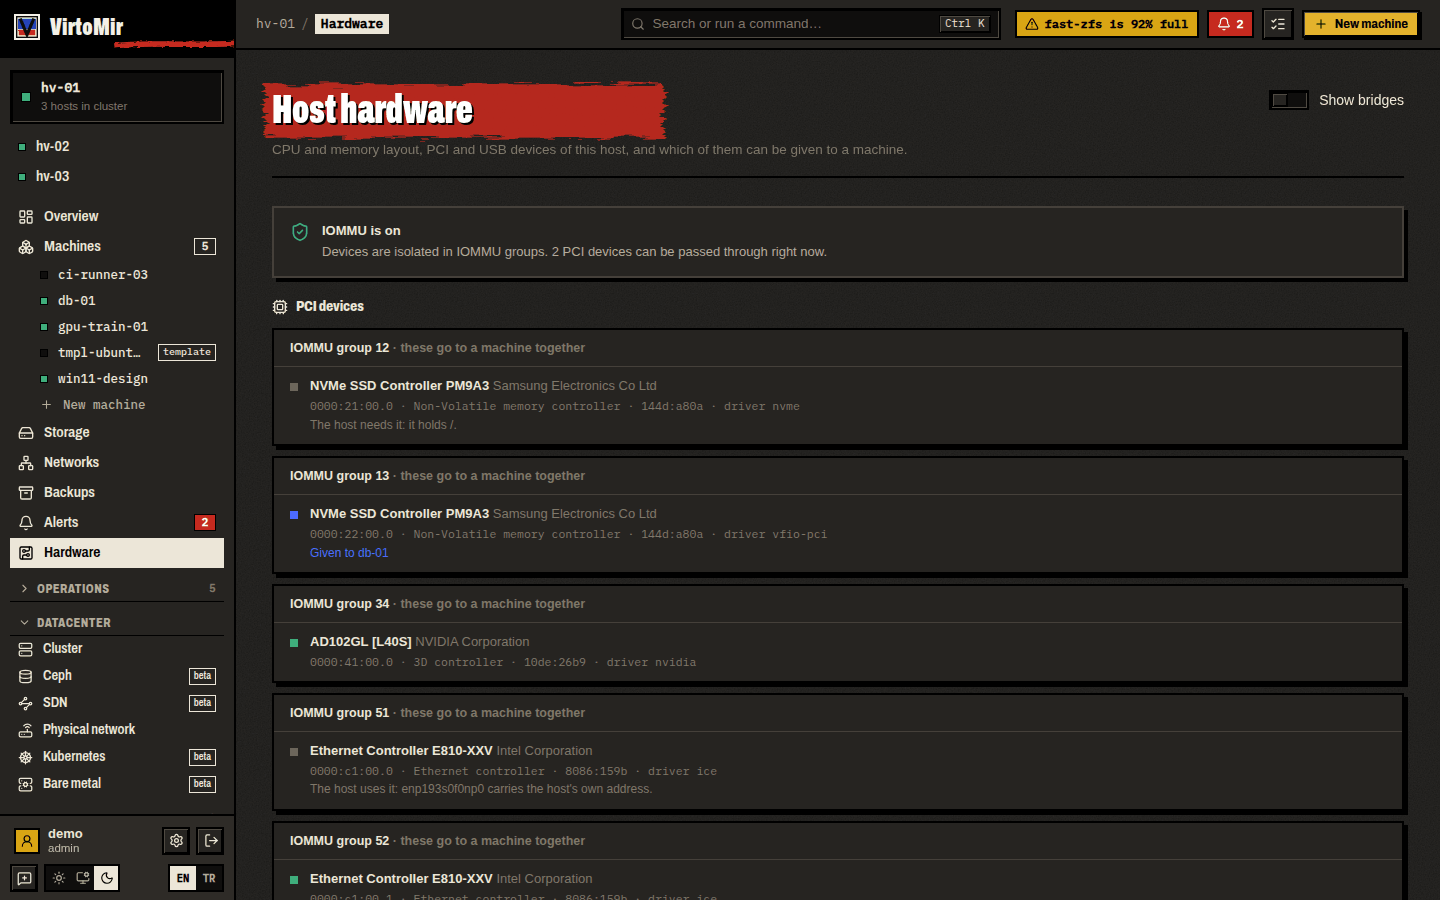 VirtoMir
hv-01 / Hardware
Search or run a command… Ctrl K
fast-zfs is 92% full
2
New machine
hv-01
3 hosts in cluster
hv-02
hv-03
Overview
Machines 5
ci-runner-03
db-01
gpu-train-01
tmpl-ubunt… template
win11-design
New machine
Storage
Networks
Backups
Alerts 2
Hardware
OPERATIONS 5
DATACENTER
Cluster
Ceph beta
SDN beta
Physical network
Kubernetes beta
Bare metal beta
demo
admin
EN TR
Host hardware
Show bridges
CPU and memory layout, PCI and USB devices of this host, and which of them can be given to a machine.
IOMMU is on
Devices are isolated in IOMMU groups. 2 PCI devices can be passed through right now.
PCI devices
IOMMU group 12 · these go to a machine together
NVMe SSD Controller PM9A3 Samsung Electronics Co Ltd
0000:21:00.0 · Non-Volatile memory controller · 144d:a80a · driver nvme
The host needs it: it holds /.
IOMMU group 13 · these go to a machine together
NVMe SSD Controller PM9A3 Samsung Electronics Co Ltd
0000:22:00.0 · Non-Volatile memory controller · 144d:a80a · driver vfio-pci
Given to db-01
IOMMU group 34 · these go to a machine together
AD102GL [L40S] NVIDIA Corporation
0000:41:00.0 · 3D controller · 10de:26b9 · driver nvidia
IOMMU group 51 · these go to a machine together
Ethernet Controller E810-XXV Intel Corporation
0000:c1:00.0 · Ethernet controller · 8086:159b · driver ice
The host uses it: enp193s0f0np0 carries the host's own address.
IOMMU group 52 · these go to a machine together
Ethernet Controller E810-XXV Intel Corporation
0000:c1:00.1 · Ethernet controller · 8086:159b · driver ice